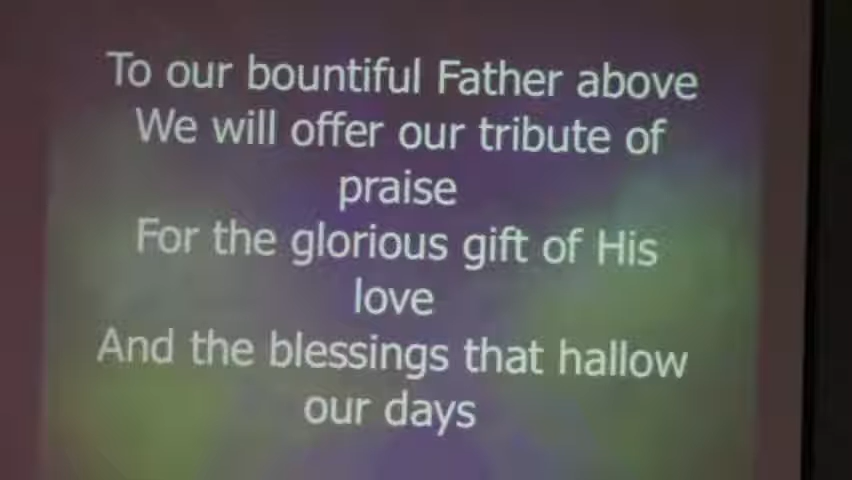 To our bountiful Father above
We will offer our tribute of
praise
For the glorious gift of His
love
And the blessings that hallow
our days